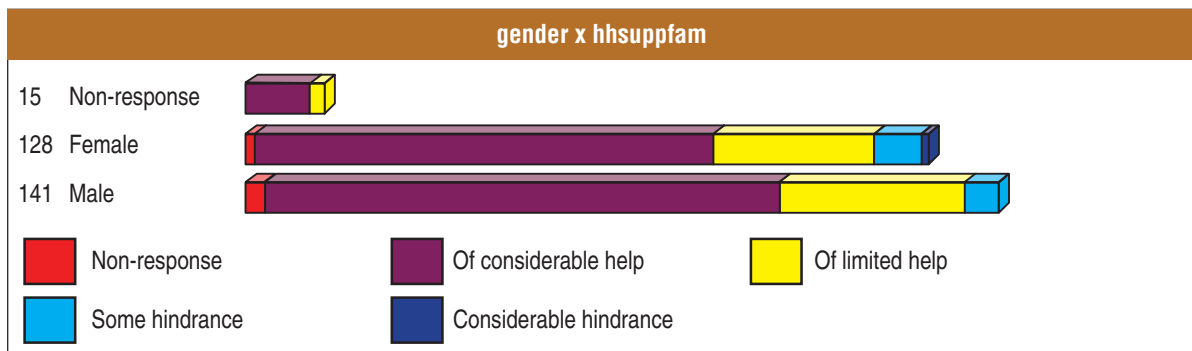 gender x hhsuppfam
15 Non-response
128 Female
141 Male
Non-response Of considerable help Of limited help
Some hindrance Considerable hindrance